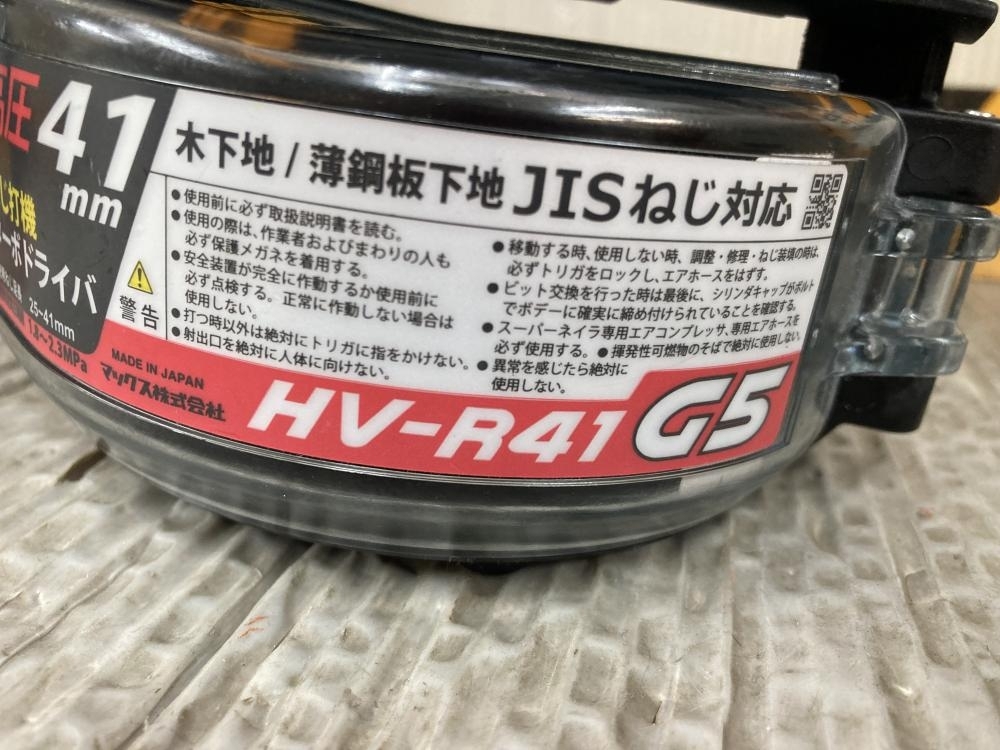 圧41
mm
じ打機
ーボドライバ
25~41mm
1.8~2.3MPa
木下地 / 薄鋼板下地 JISねじ対応
警告
●使用前に必ず取扱説明書を読む。
●使用の際は、作業者およびまわりの人も
必ず保護メガネを着用する。
●安全装置が完全に作動するか使用前に
必ず点検する。正常に作動しない場合は
使用しない。
●打つ時以外は絶対にトリガに指をかけない。
●射出口を絶対に人体に向けない。
●移動する時、使用しない時、調整・修理・ねじ装填の時は、
必ずトリガをロックし、エアホースをはずす。
●ビット交換を行った時は最後に、シリンダキャップがボルト
でボデーに確実に締め付けられていることを確認する。
●スーパーネイラ専用エアコンプレッサ、専用エアホースを
必ず使用する。●揮発性可燃物のそばで絶対に使用しない。
●異常を感じたら絶対に
使用しない。
MADE IN JAPAN
マックス株式会社
HV-R41 G5